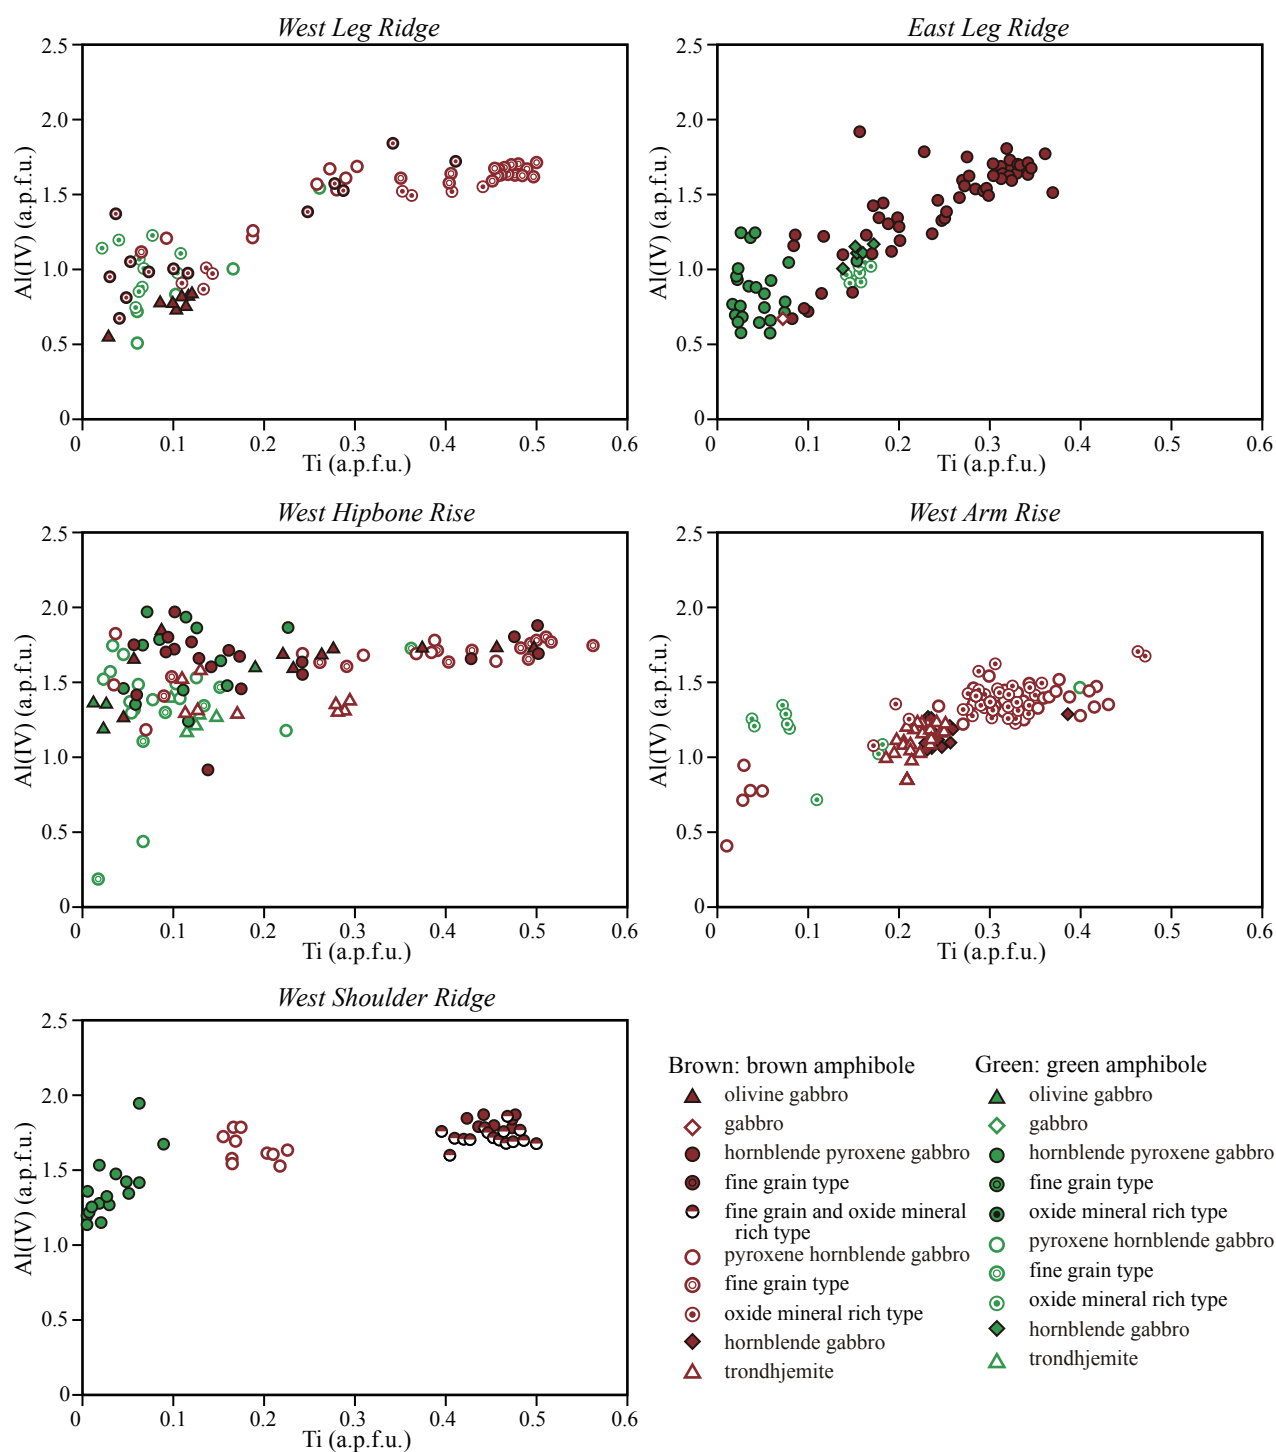 West Leg Ridge
East Leg Ridge
2.5
2.0
1.5
1.0
0.5
0
Al(IV) (a.p.f.u.)
0 0.1 0.2 0.3 0.4 0.5 0.6
Ti (a.p.f.u.)
2.5
2.0
1.5
1.0
0.5
0
Al(IV) (a.p.f.u.)
0 0.1 0.2 0.3 0.4 0.5 0.6
Ti (a.p.f.u.)
West Hipbone Rise
West Arm Rise
2.5
2.0
1.5
1.0
0.5
0
Al(IV) (a.p.f.u.)
0 0.1 0.2 0.3 0.4 0.5 0.6
Ti (a.p.f.u.)
2.5
2.0
1.5
1.0
0.5
0
Al(IV) (a.p.f.u.)
0 0.1 0.2 0.3 0.4 0.5 0.6
Ti (a.p.f.u.)
West Shoulder Ridge
2.5
2.0
1.5
1.0
0.5
0
Al(IV) (a.p.f.u.)
0 0.1 0.2 0.3 0.4 0.5 0.6
Ti (a.p.f.u.)
Brown: brown amphibole
olivine gabbro
gabbro
hornblende pyroxene gabbro
fine grain type
fine grain and oxide mineral
rich type
pyroxene hornblende gabbro
fine grain type
oxide mineral rich type
hornblende gabbro
trondhjemite
Green: green amphibole
olivine gabbro
gabbro
hornblende pyroxene gabbro
fine grain type
oxide mineral rich type
pyroxene hornblende gabbro
fine grain type
oxide mineral rich type
hornblende gabbro
trondhjemite